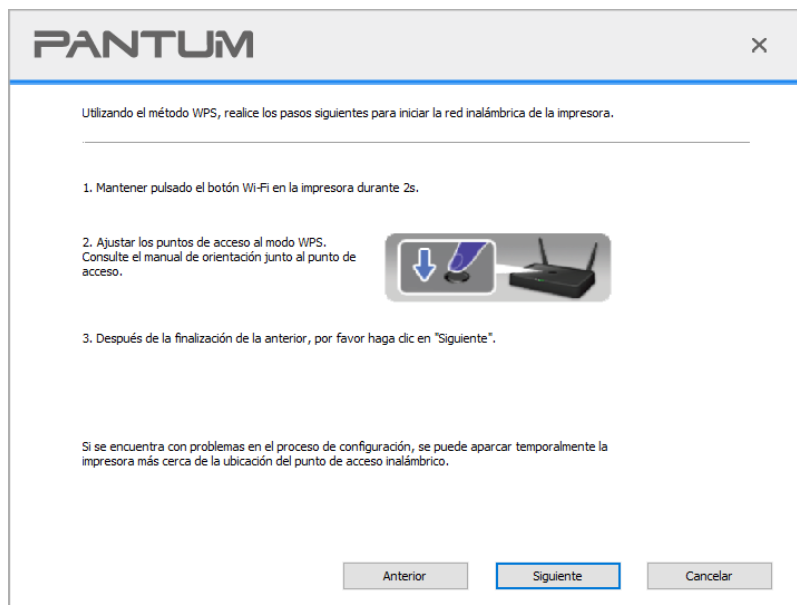 PANTUM
Utilizando el método WPS, realice los pasos siguientes para iniciar la red inalámbrica de la impresora.
1. Mantener pulsado el botón Wi-Fi en la impresora durante 2s.
2. Ajustar los puntos de acceso al modo WPS.
Consulte el manual de orientación junto al punto de
acceso.
3. Después de la finalización de la anterior, por favor haga clic en "Siguiente".
Si se encuentra con problemas en el proceso de configuración, se puede aparcar temporalmente la
impresora más cerca de la ubicación del punto de acceso inalámbrico.
Anterior
Siguiente
Cancelar